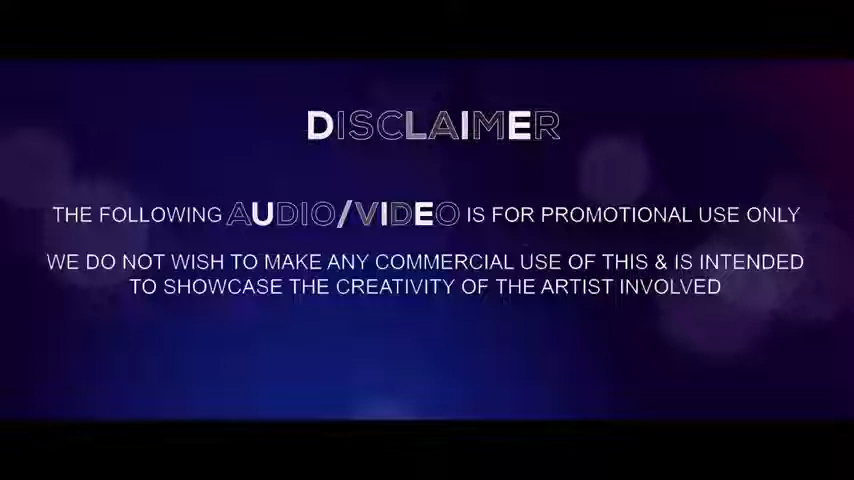 DISCLAIMER
THE FOLLOWING AUDIO/VIDEO IS FOR PROMOTIONAL USE ONLY
WE DO NOT WISH TO MAKE ANY COMMERCIAL USE OF THIS & IS INTENDED
TO SHOWCASE THE CREATIVITY OF THE ARTIST INVOLVED